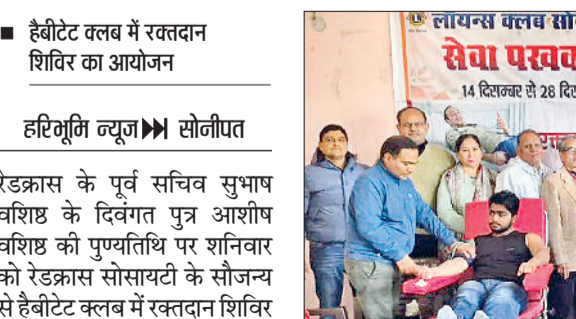 ■ हैबीटेट क्लब में रक्तदान
शिविर का आयोजन
हरिभूमि न्यूज▶▶ सोनीपत
रेडक्रास के पूर्व सचिव सुभाष
वशिष्ठ के दिवंगत पुत्र आशीष
वशिष्ठ की पुण्यतिथि पर शनिवार
को रेडक्रास सोसायटी के सौजन्य
से हैबीटेट क्लब में रक्तदान शिविर
लॉयन्स क्लब सो
सेवा पखव
14 दिसम्बर से 28 दिस